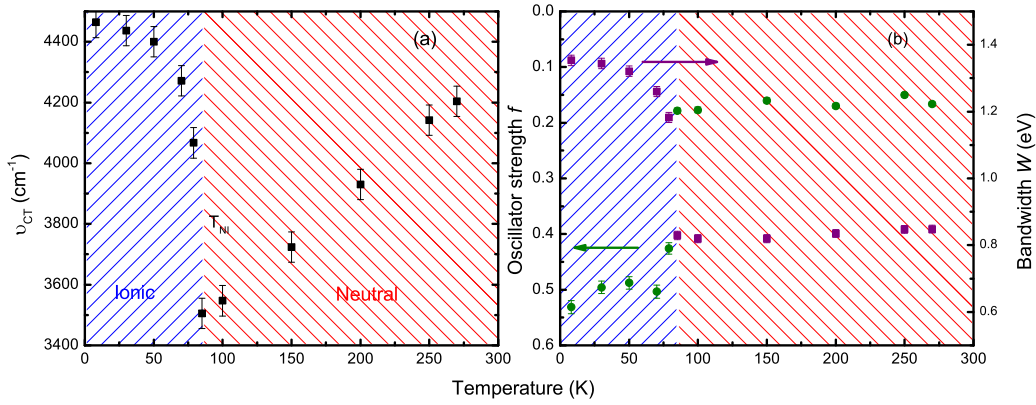 4400
4200
4000
3800
3600
3400
υCT (cm-1)
(a)
TNI
Ionic
Neutral
0 50 100 150 200 250 300
0.0
0.1
0.2
0.3
0.4
0.5
0.6
Oscillator strength f
(b)
1.4
1.2
1.0
0.8
0.6
Bandwidth W (eV)
0 50 100 150 200 250 300
Temperature (K)